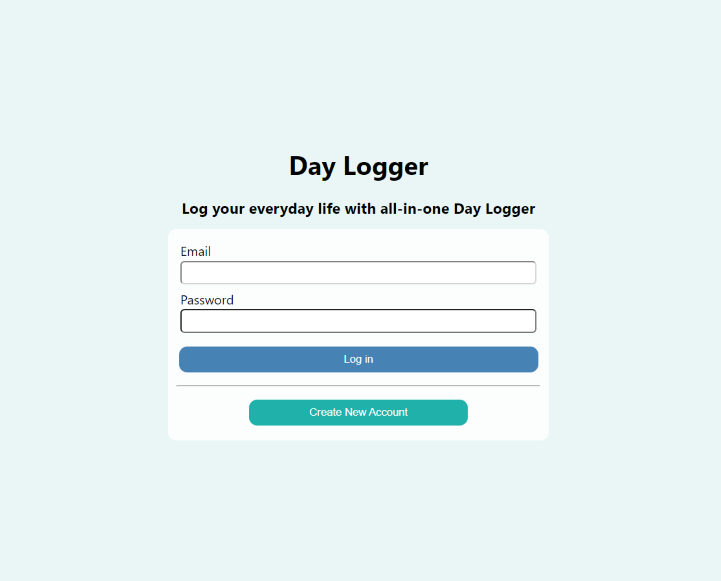 Day Logger
Log your everyday life with all-in-one Day Logger
Email
Password
Log in
Create New Account